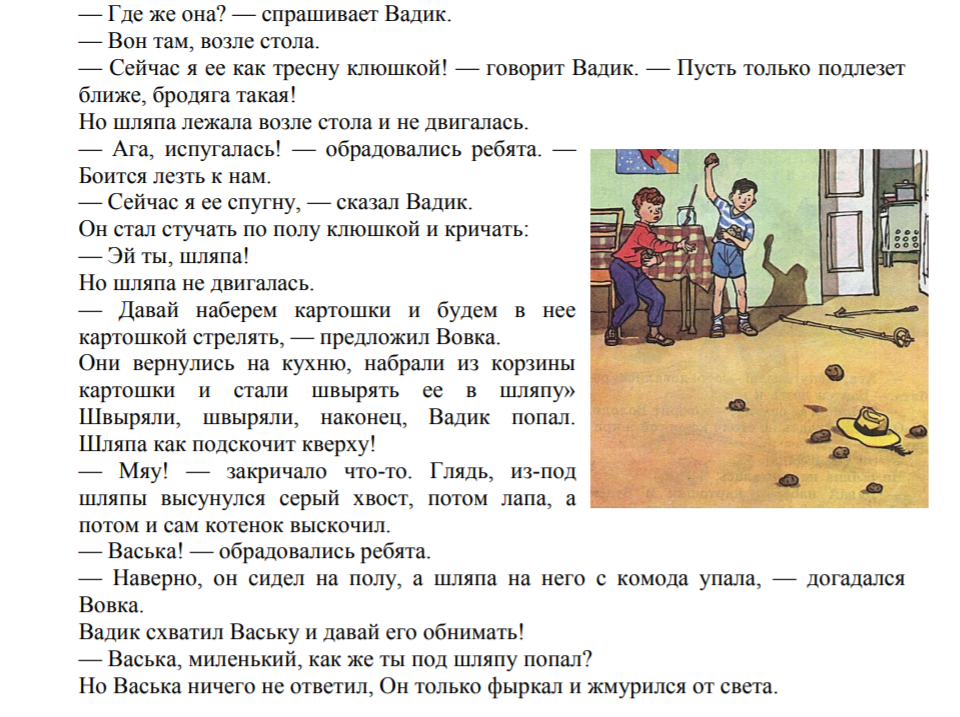 — Где же она? — спрашивает Вадик.
— Вон там, возле стола.
— Сейчас я ее как тресну клюшкой! — говорит Вадик. — Пусть только подлезет
ближе, бродяга такая!
Но шляпа лежала возле стола и не двигалась.
— Ага, испугалась! — обрадовались ребята. —
Боится лезть к нам.
— Сейчас я ее спугну, — сказал Вадик.
Он стал стучать по полу клюшкой и кричать:
— Эй ты, шляпа!
Но шляпа не двигалась.
— Давай наберем картошки и будем в нее
картошкой стрелять, — предложил Вовка.
Они вернулись на кухню, набрали из корзины
картошки и стали швырять ее в шляпу»
Швыряли, швыряли, наконец, Вадик попал.
Шляпа как подскочит кверху!
— Мяу! — закричало что-то. Глядь, из-под
шляпы высунулся серый хвост, потом лапа, а
потом и сам котенок выскочил.
— Васька! — обрадовались ребята.
— Наверно, он сидел на полу, а шляпа на него с комода упала, — догадался
Вовка.
Вадик схватил Ваську и давай его обнимать!
— Васька, миленький, как же ты под шляпу попал?
Но Васька ничего не ответил, Он только фыркал и жмурился от света.